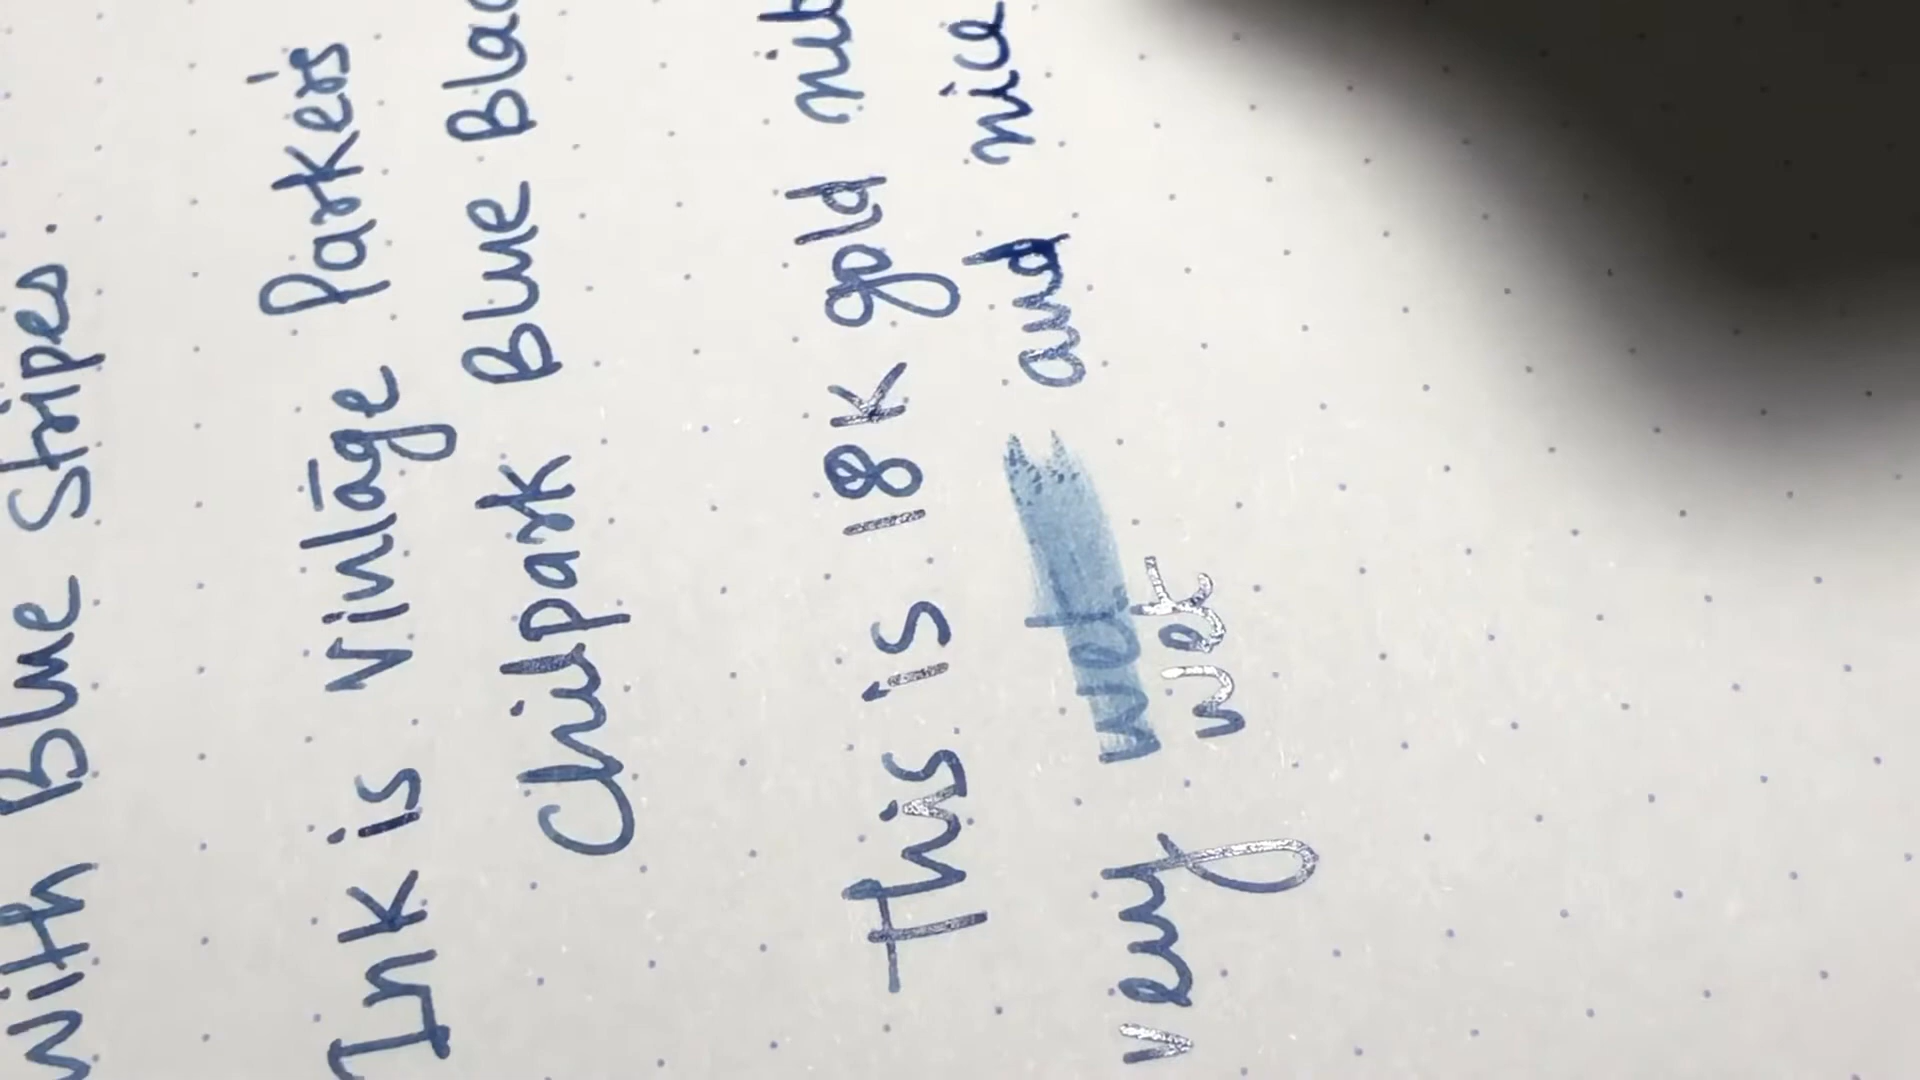 with Blue Stripes.
Ink is Vintage Parker's
Chilpark Blue Blac
This is 18K gold nib
very wet and nice
wet